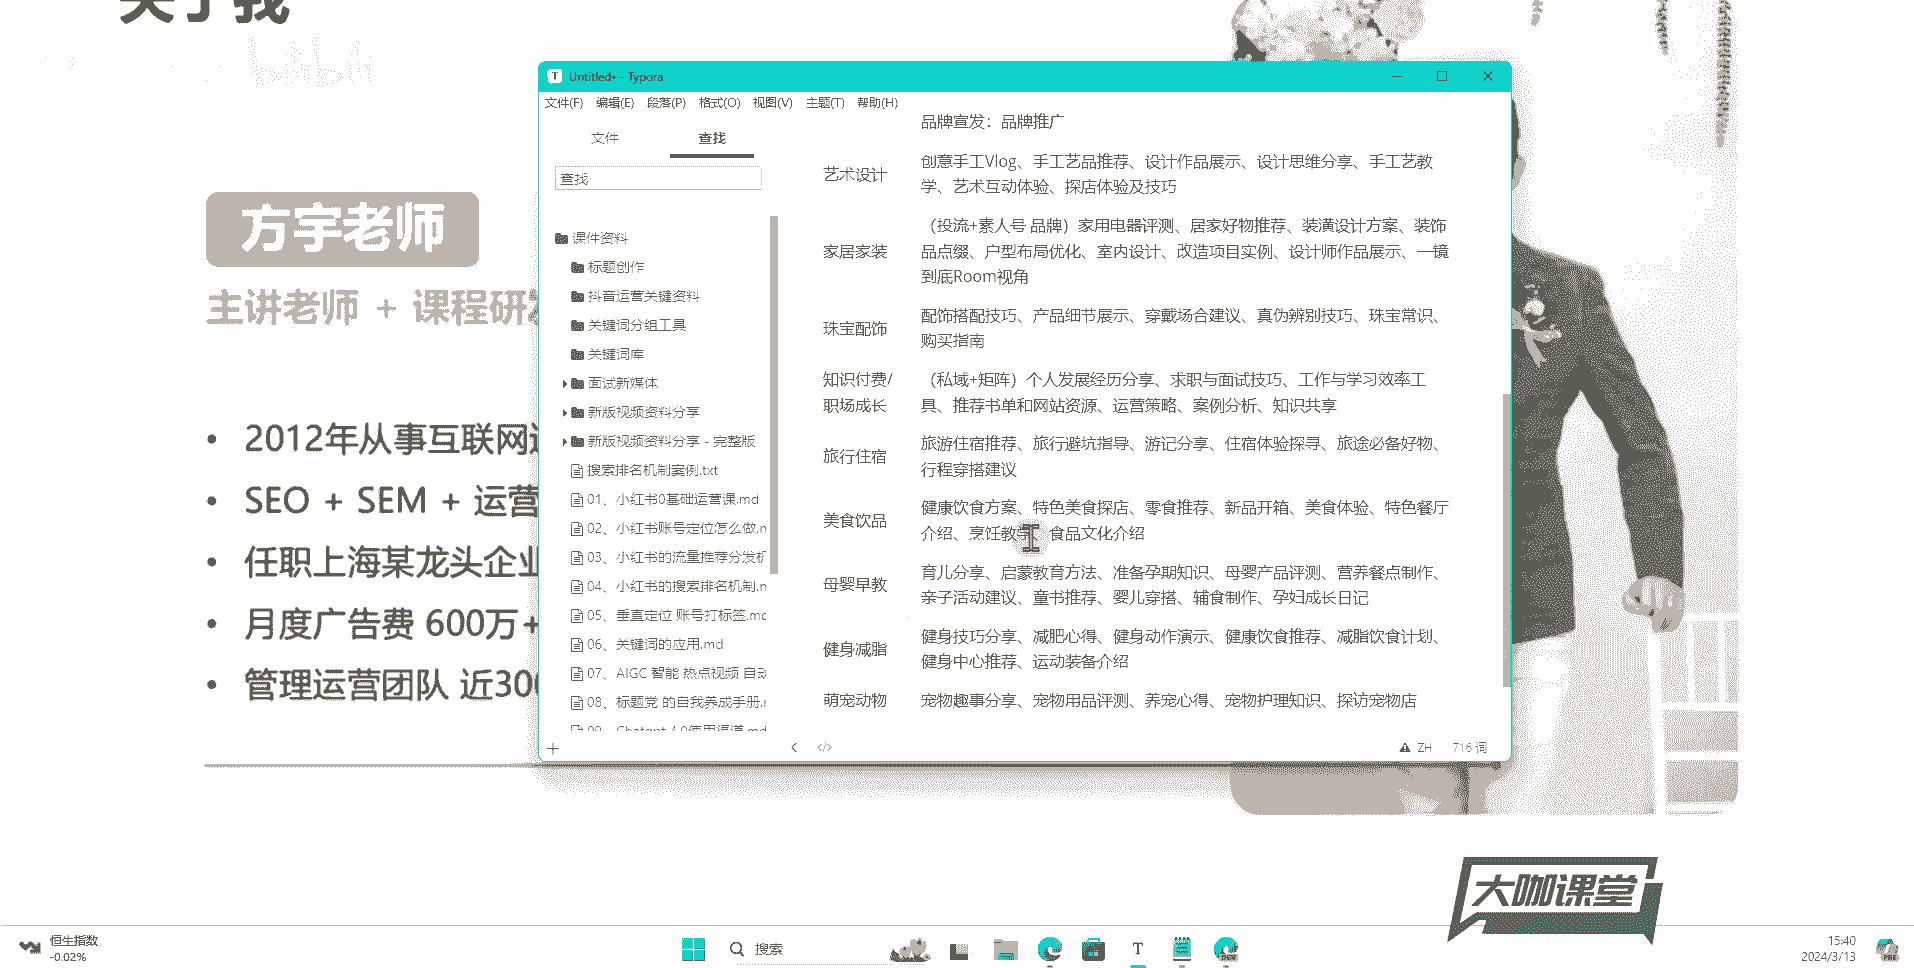 关于我
bilibili
方宇老师
主讲老师 + 课程研
2012年从事互联网
SEO + SEM + 运营
任职上海某龙头企业
月度广告费 600万+
管理运营团队 近300
Untitled• - Typora
文件(F) 编辑(E) 段落(P) 格式(O) 视图(V) 主题(T) 帮助(H)
文件 查找
查找
课件资料
标题创作
抖音运营关键资料
关键词分组工具
关键词库
面试新媒体
新版视频资料分享
新版视频资料分享 - 完整版
搜索排名机制案例.txt
01、小红书0基础运营课.md
02、小红书账号定位怎么做.m
03、小红书的流量推荐分发机
04、小红书的搜索排名机制.m
05、垂直定位 账号打标签.md
06、关键词的应用.md
07、AIGC 智能 热点视频 自动
08、标题党 的自我养成手册.m
09、Chatgpt 4.0使用渠道.md
品牌宣发：品牌推广
艺术设计
创意手工Vlog、手工艺品推荐、设计作品展示、设计思维分享、手工艺教
学、艺术互动体验、探店体验及技巧
家居家装
（投流+素人号 品牌）家用电器评测、居家好物推荐、装潢设计方案、装饰
品点缀、户型布局优化、室内设计、改造项目实例、设计师作品展示、一镜
到底Room视角
珠宝配饰
配饰搭配技巧、产品细节展示、穿戴场合建议、真伪辨别技巧、珠宝常识、
购买指南
知识付费/
职场成长
（私域+矩阵）个人发展经历分享、求职与面试技巧、工作与学习效率工
具、推荐书单和网站资源、运营策略、案例分析、知识共享
旅行住宿
旅游住宿推荐、旅行避坑指导、游记分享、住宿体验探寻、旅途必备好物、
行程穿搭建议
美食饮品
健康饮食方案、特色美食探店、零食推荐、新品开箱、美食体验、特色餐厅
介绍、烹饪教学、食品文化介绍
母婴早教
育儿分享、启蒙教育方法、准备孕期知识、母婴产品评测、营养餐点制作、
亲子活动建议、童书推荐、婴儿穿搭、辅食制作、孕妇成长日记
健身减脂
健身技巧分享、减肥心得、健身动作演示、健康饮食推荐、减脂饮食计划、
健身中心推荐、运动装备介绍
萌宠动物
宠物趣事分享、宠物用品评测、养宠心得、宠物护理知识、探访宠物店
ZH 716 词
大咖课堂
恒生指数
-0.02%
搜索
15:40
2024/3/13